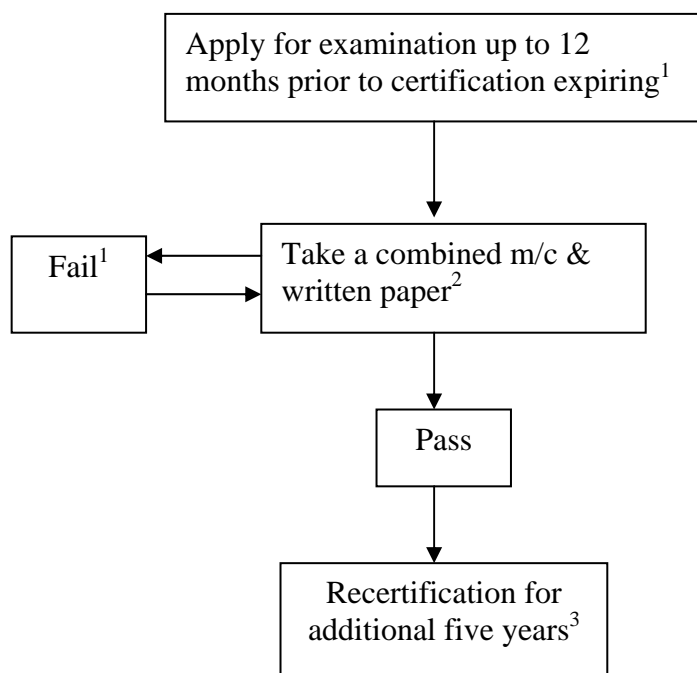 Apply for examination up to 12
months prior to certification expiring¹
Fail¹
Take a combined m/c &
written paper²
Pass
Recertification for
additional five years³